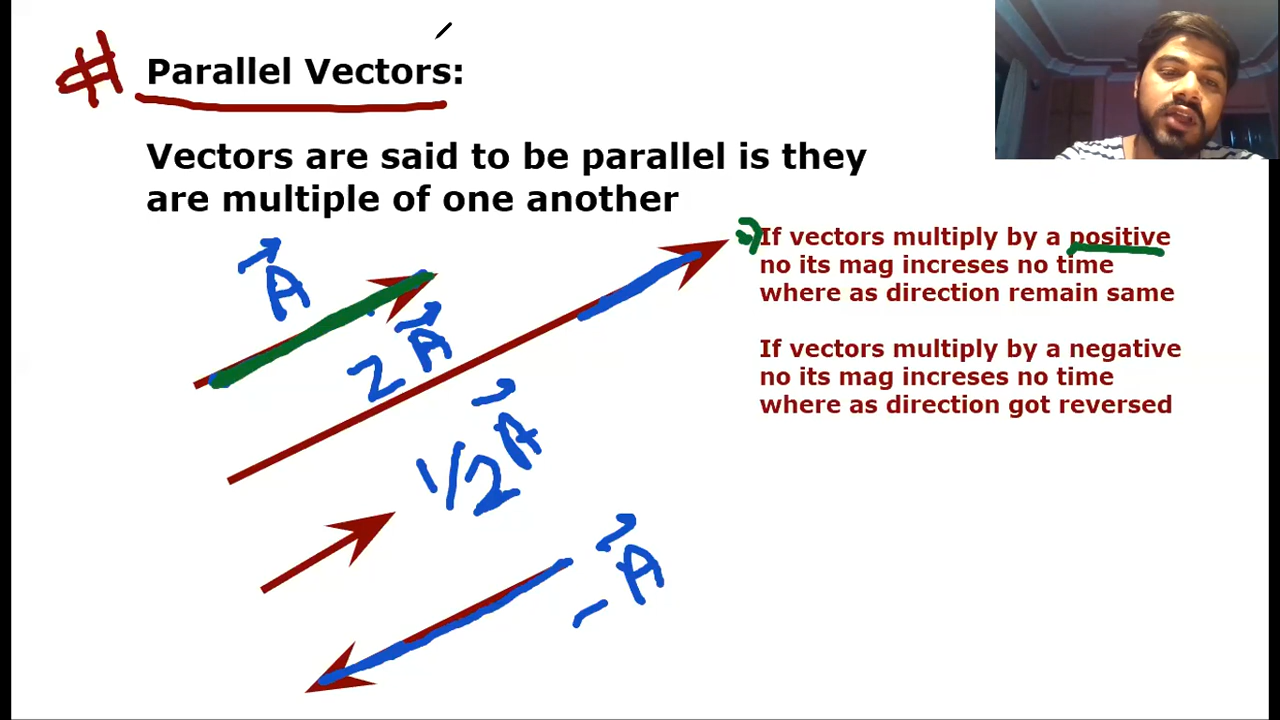 # Parallel Vectors:
Vectors are said to be parallel is they
are multiple of one another
A
2 A
1/2 A
- A
⇒ If vectors multiply by a positive
no its mag increses no time
where as direction remain same
If vectors multiply by a negative
no its mag increses no time
where as direction got reversed